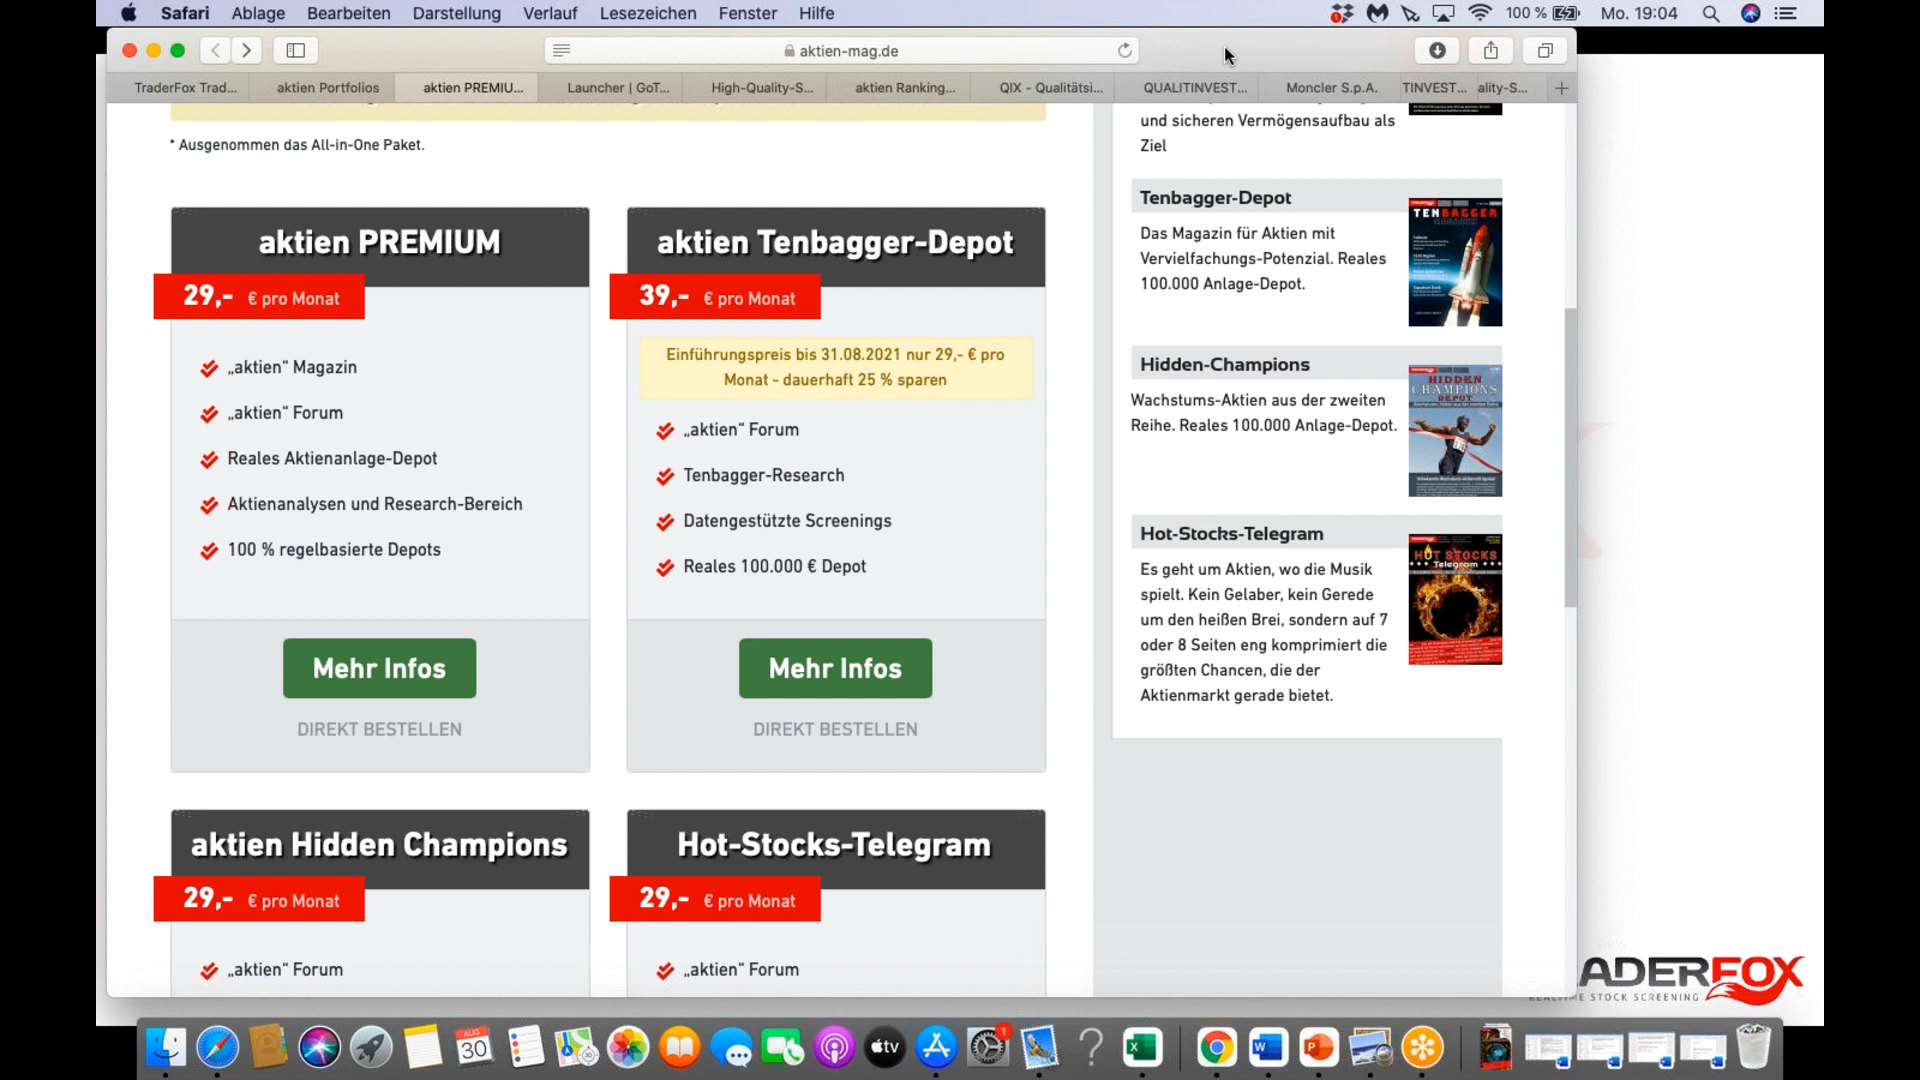 Safari Ablage Bearbeiten Darstellung Verlauf Lesezeichen Fenster Hilfe
100 % Mo. 19:04
aktien-mag.de
TraderFox Trad... aktien Portfolios aktien PREMIU... Launcher | GoT... High-Quality-S... aktien Ranking... QIX - Qualitätsi... QUALITINVEST... Moncler S.p.A. TINVEST... ality-S...
* Ausgenommen das All-in-One Paket.
aktien PREMIUM
29,- € pro Monat
„aktien“ Magazin
„aktien“ Forum
Reales Aktienanlage-Depot
Aktienanalysen und Research-Bereich
100 % regelbasierte Depots
Mehr Infos
DIREKT BESTELLEN
aktien Tenbagger-Depot
39,- € pro Monat
Einführungspreis bis 31.08.2021 nur 29,- € pro
Monat - dauerhaft 25 % sparen
„aktien“ Forum
Tenbagger-Research
Datengestützte Screenings
Reales 100.000 € Depot
Mehr Infos
DIREKT BESTELLEN
aktien Hidden Champions
29,- € pro Monat
„aktien“ Forum
Hot-Stocks-Telegram
29,- € pro Monat
„aktien“ Forum
und sicheren Vermögensaufbau als
Ziel
Tenbagger-Depot
Das Magazin für Aktien mit
Vervielfachungs-Potenzial. Reales
100.000 Anlage-Depot.
TENBAGGER
Hidden-Champions
Wachstums-Aktien aus der zweiten
Reihe. Reales 100.000 Anlage-Depot.
HIDDEN
CHAMPIONS
DEPOT
Hot-Stocks-Telegram
Es geht um Aktien, wo die Musik
spielt. Kein Gelaber, kein Gerede
um den heißen Brei, sondern auf 7
oder 8 Seiten eng komprimiert die
größten Chancen, die der
Aktienmarkt gerade bietet.
HOT STOCKS
Telegram
ADERFOX
STOCK SCREENING
AUG
30
tv
1